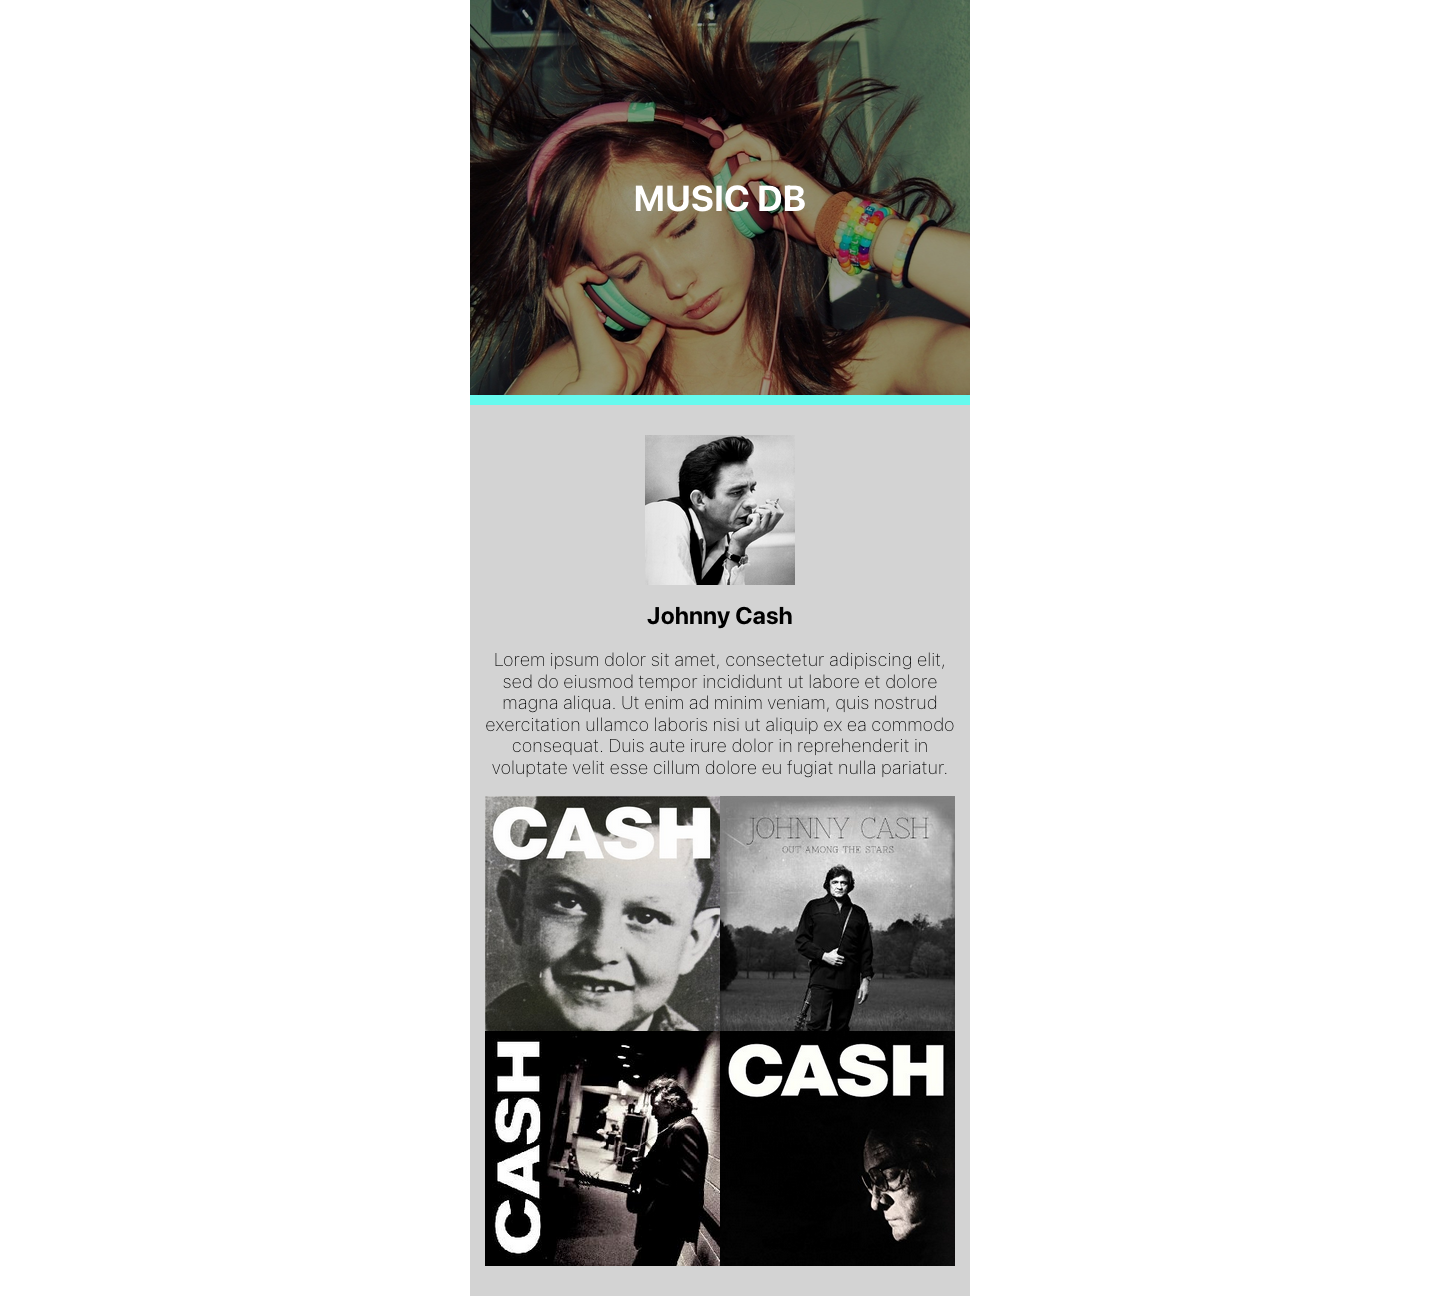 MUSIC DB
Johnny Cash
Lorem ipsum dolor sit amet, consectetur adipiscing elit,
sed do eiusmod tempor incididunt ut labore et dolore
magna aliqua. Ut enim ad minim veniam, quis nostrud
exercitation ullamco laboris nisi ut aliquip ex ea commodo
consequat. Duis aute irure dolor in reprehenderit in
voluptate velit esse cillum dolore eu fugiat nulla pariatur.
CASH
JOHNNY CASH
OUT AMONG THE STARS
CASH
CASH